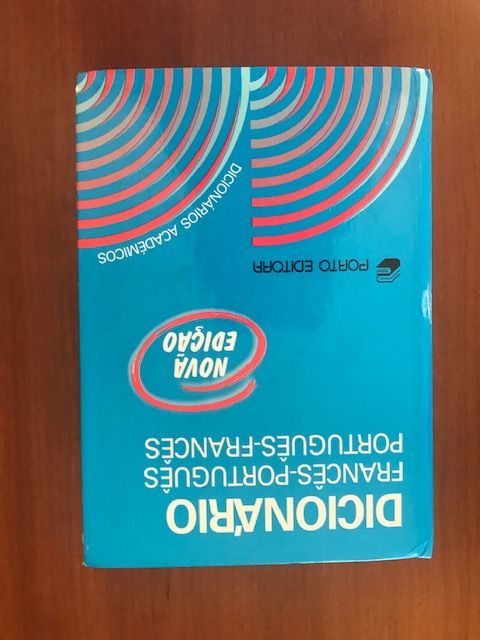 DICIONÁRIO
FRANCÊS-PORTUGUÊS
PORTUGUÊS-FRANCÊS
NOVA
EDIÇÃO
PORTO EDITORA
DICIONÁRIOS ACADÉMICOS